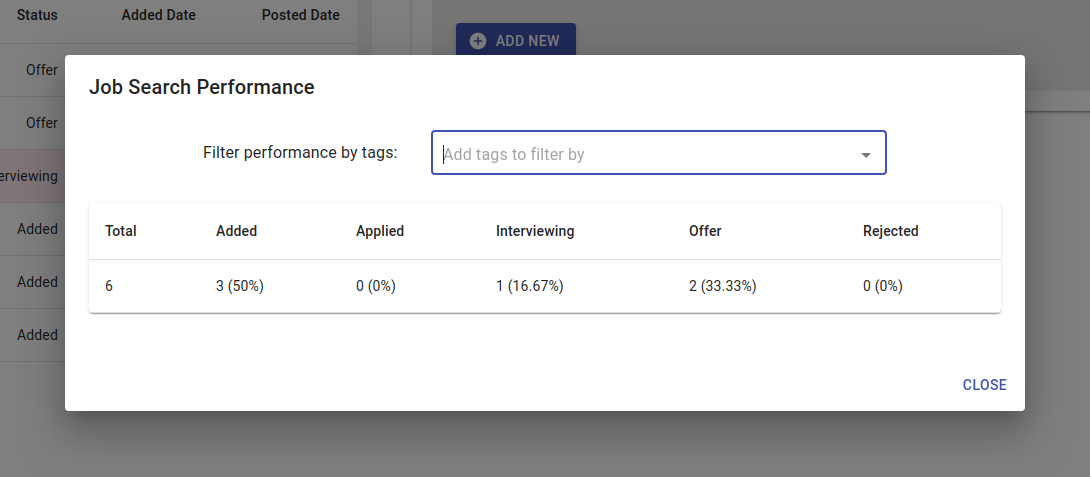 Status Added Date Posted Date
ADD NEW
Offer
Offer
erviewing
Added
Added
Added
Job Search Performance
Filter performance by tags: Add tags to filter by
Total Added Applied Interviewing Offer Rejected
6 3 (50%) 0 (0%) 1 (16.67%) 2 (33.33%) 0 (0%)
CLOSE